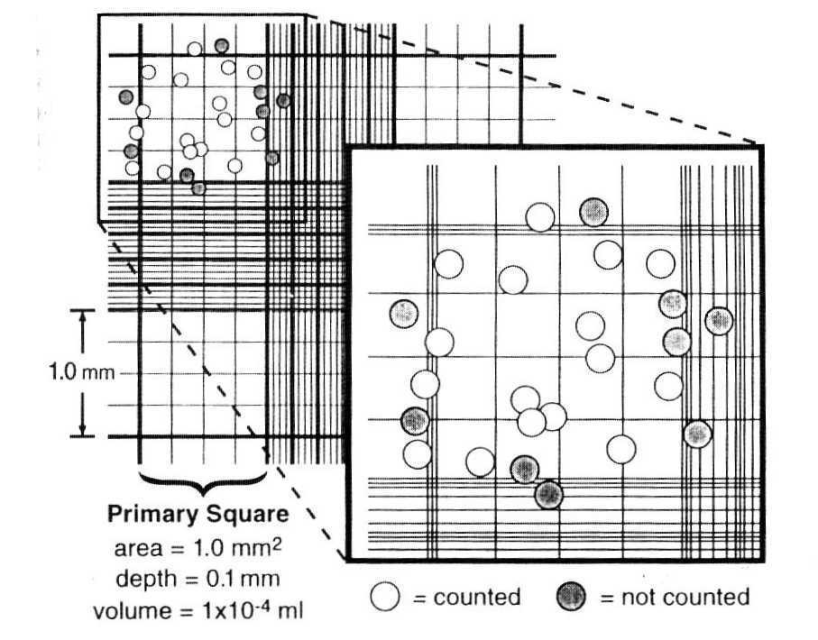 1.0 mm
Primary Square
area = 1.0 mm²
depth = 0.1 mm
volume = 1x10⁻⁴ ml
= counted
= not counted